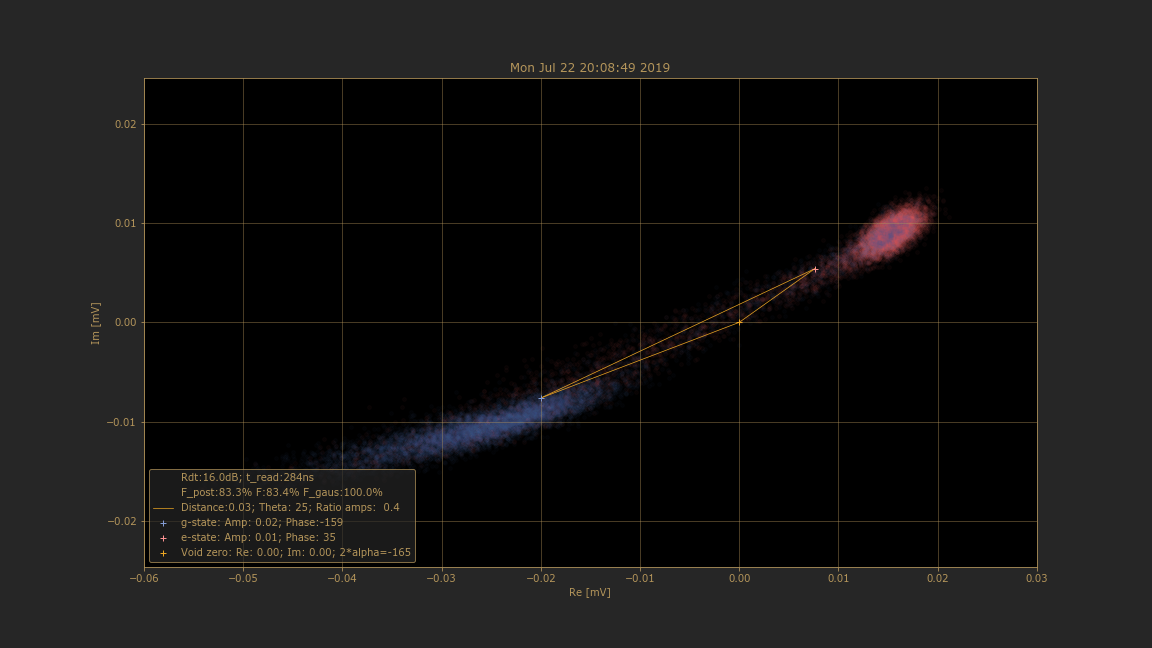 Mon Jul 22 20:08:49 2019
0.02
0.01
0.00
−0.01
−0.02
Im [mV]
Rdt:16.0dB; t_read:284ns
F_post:83.3% F:83.4% F_gaus:100.0%
Distance:0.03; Theta: 25; Ratio amps:  0.4
g-state: Amp: 0.02; Phase:-159
e-state: Amp: 0.01; Phase: 35
Void zero: Re: 0.00; Im: 0.00; 2*alpha=-165
−0.06 −0.05 −0.04 −0.03 −0.02 −0.01 0.00 0.01 0.02 0.03
Re [mV]